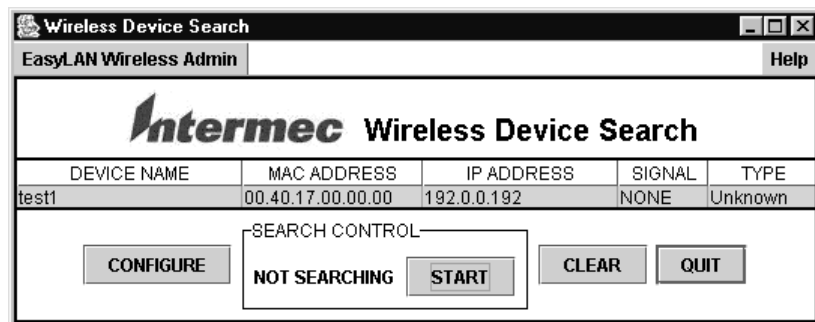 Wireless Device Search
EasyLAN Wireless Admin Help
Intermec Wireless Device Search
DEVICE NAME MAC ADDRESS IP ADDRESS SIGNAL TYPE
test1 00.40.17.00.00.00 192.0.0.192 NONE Unknown
SEARCH CONTROL
CONFIGURE NOT SEARCHING START CLEAR QUIT